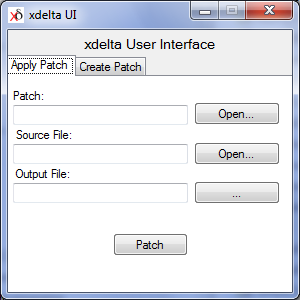 xdelta UI
xdelta User Interface
Apply Patch Create Patch
Patch:
Open...
Source File:
Open...
Output File:
...
Patch